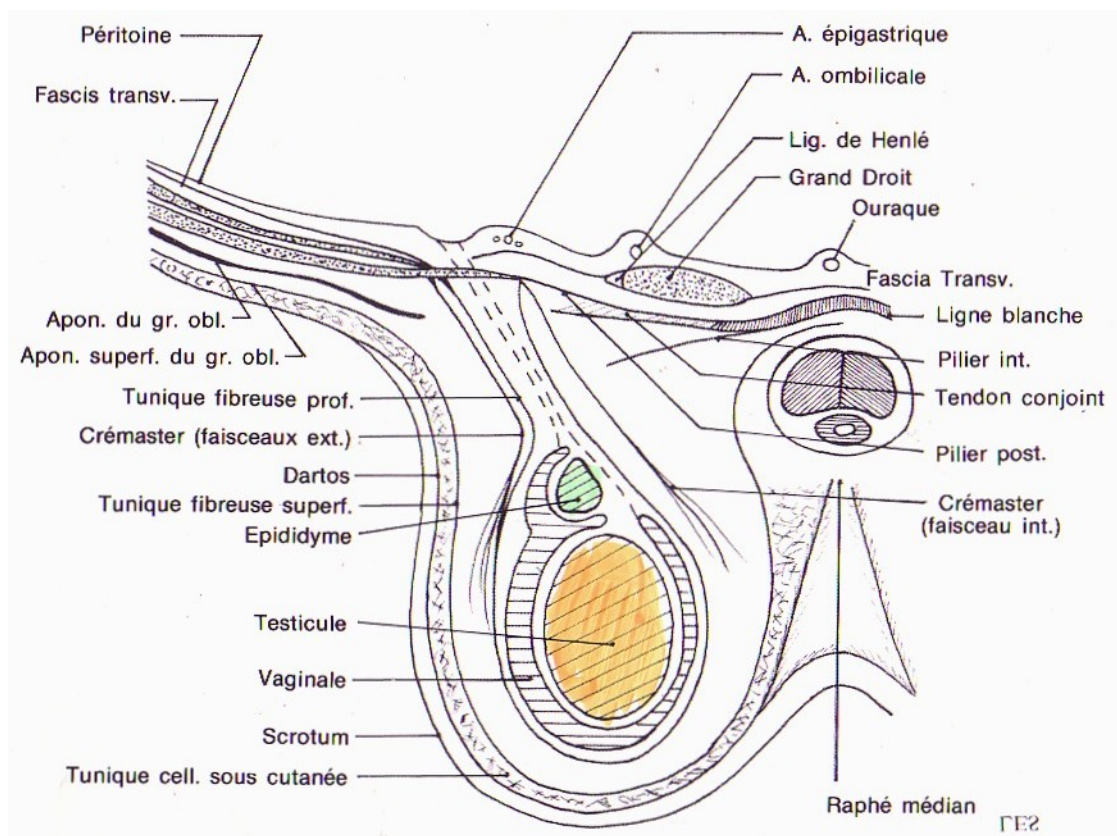 Péritoine
Fascis transv.
A. épigastrique
A. ombilicale
Lig. de Henlé
Grand Droit
Ouraque
Fascia Transv.
Ligne blanche
Pilier int.
Tendon conjoint
Pilier post.
Crémaster
(faisceau int.)
Raphé médian
Apon. du gr. obl.
Apon. superf. du gr. obl.
Tunique fibreuse prof.
Crémaster (faisceaux ext.)
Dartos
Tunique fibreuse superf.
Epididyme
Testicule
Vaginale
Scrotum
Tunique cell. sous cutanée